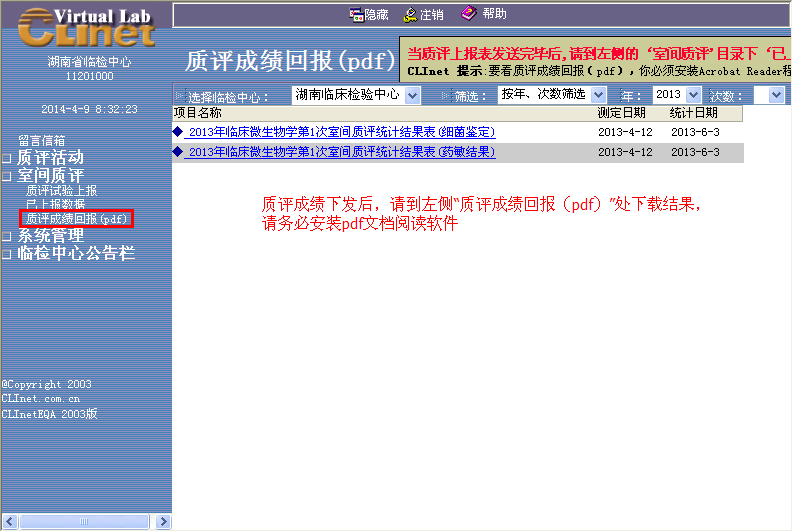 Virtual Lab
CLInet
隐藏 注销 帮助
湖南省临检中心
11201000
2014-4-9 8:32:23
留言信箱
质评活动
室间质评
质评试验上报
已上报数据
质评成绩回报(pdf)
系统管理
临检中心公告栏
@Copyright 2003
CLInet.com.cn
CLInetEQA 2003版
质评成绩回报(pdf)
当质评上报表发送完毕后,请到左侧的‘室间质评’目录下‘已上
CLInet 提示:要看质评成绩回报(pdf),你必须安装Acrobat Reader程
选择临检中心： 湖南临床检验中心 筛选： 按年、次数筛选 年： 2013 次数：
项目名称 测定日期 统计日期
◆ 2013年临床微生物学第1次室间质评统计结果表(细菌鉴定) 2013-4-12 2013-6-3
◆ 2013年临床微生物学第1次室间质评统计结果表(药敏结果) 2013-4-12 2013-6-3
质评成绩下发后，请到左侧“质评成绩回报（pdf）”处下载结果，
请务必安装pdf文档阅读软件